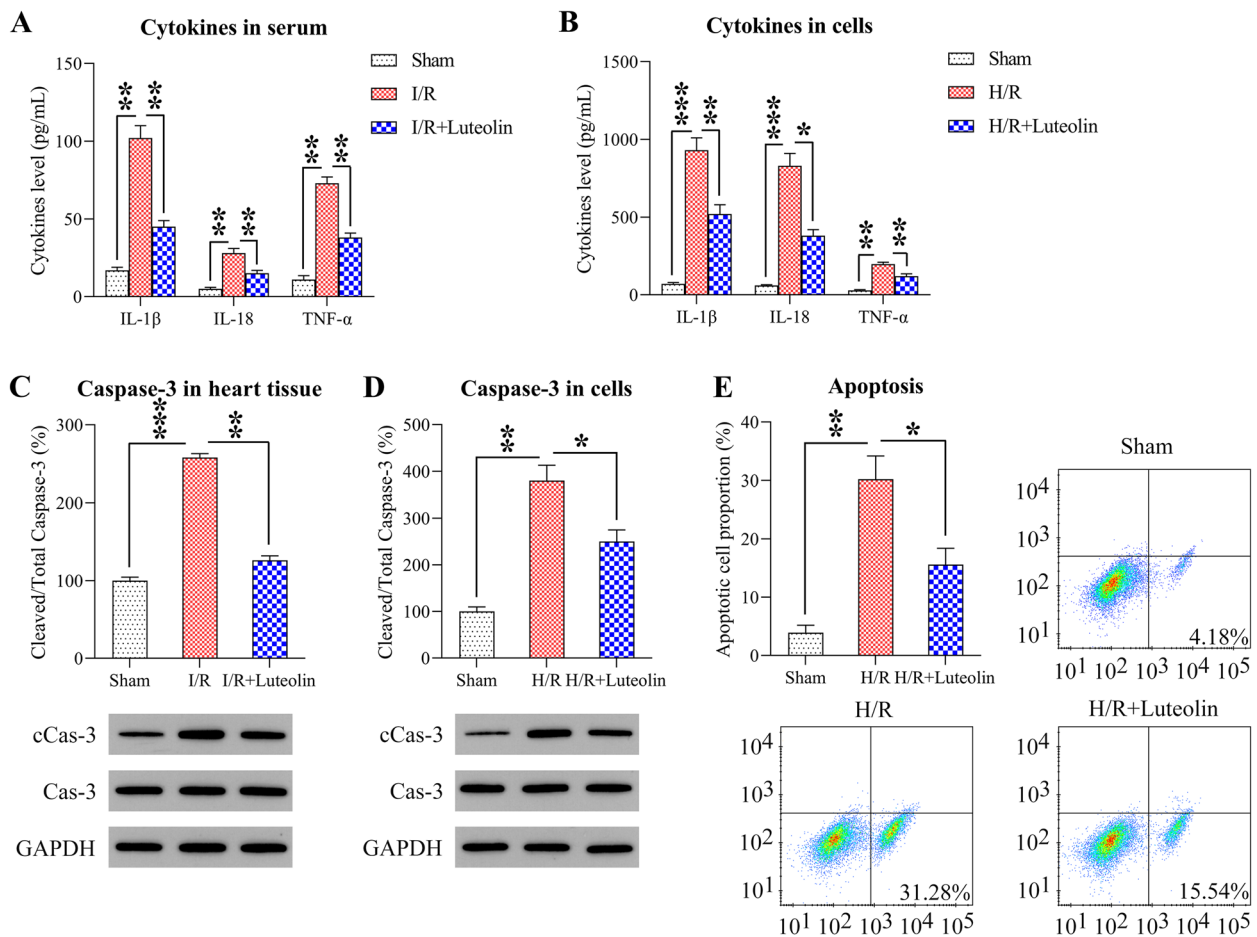 A
Cytokines in serum
Cytokines level (pg/mL)
150
100
50
0
** ** ** ** ** **
IL-1β IL-18 TNF-α
Sham
I/R
I/R+Luteolin
B
Cytokines in cells
Cytokines level (pg/mL)
1500
1000
500
0
*** ** *** * ** **
IL-1β IL-18 TNF-α
Sham
H/R
H/R+Luteolin
C
Caspase-3 in heart tissue
Cleaved/Total Caspase-3 (%)
300
200
100
0
*** **
Sham I/R I/R+Luteolin
cCas-3
Cas-3
GAPDH
D
Caspase-3 in cells
Cleaved/Total Caspase-3 (%)
500
400
300
200
100
0
** *
Sham H/R H/R+Luteolin
cCas-3
Cas-3
GAPDH
E
Apoptosis
Apoptotic cell proportion (%)
40
30
20
10
0
** *
Sham H/R H/R+Luteolin
Sham
10⁴
10³
10²
10¹
4.18%
10¹ 10² 10³ 10⁴ 10⁵
H/R
10⁴
10³
10²
10¹
31.28%
10¹ 10² 10³ 10⁴ 10⁵
H/R+Luteolin
10⁴
10³
10²
10¹
15.54%
10¹ 10² 10³ 10⁴ 10⁵